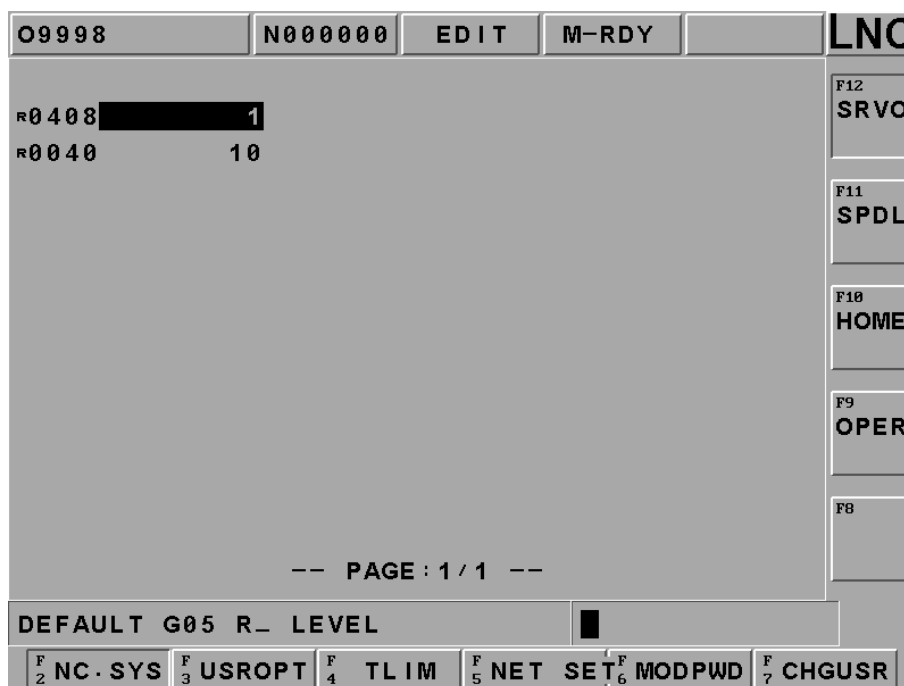 O9998 N000000 EDIT M-RDY LNC
F12
SRVO
R0408 1
R0040 10
F11
SPDL
F10
HOME
F9
OPER
F8
-- PAGE:1/1 --
DEFAULT G05 R_ LEVEL
F2 NC.SYS F3 USROPT F4 TLIM F5 NET SET F6 MODPWD F7 CHGUSR